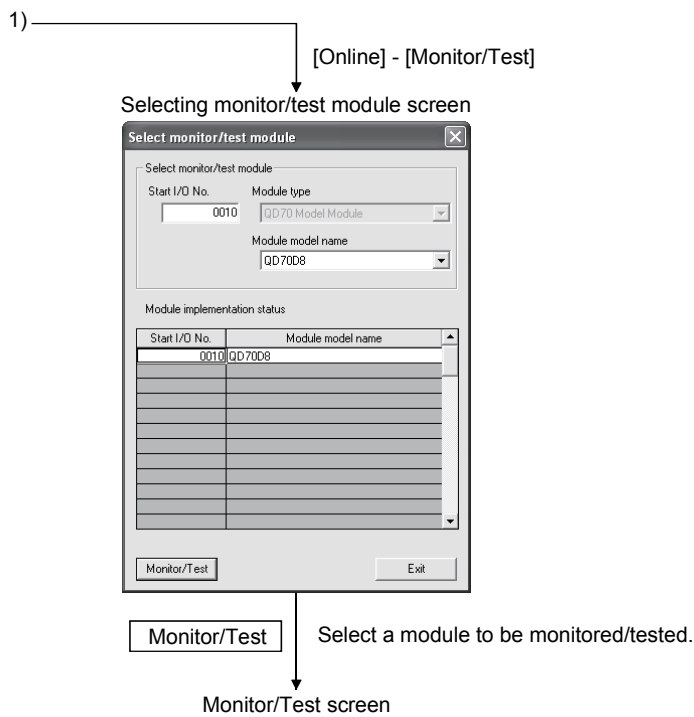 1)
[Online] - [Monitor/Test]
Selecting monitor/test module screen
Select monitor/test module
Select monitor/test module
Start I/O No. Module type
0010 QD70 Model Module
Module model name
QD70D8
Module implementation status
Start I/O No. Module model name
0010 QD70D8
Monitor/Test Exit
Monitor/Test Select a module to be monitored/tested.
Monitor/Test screen